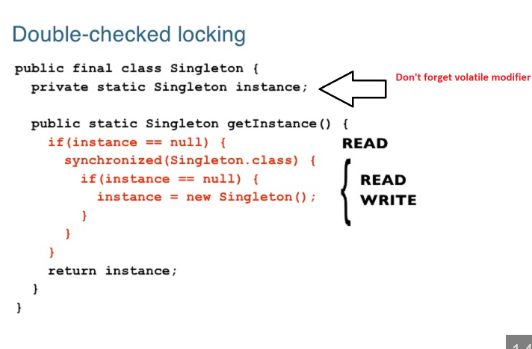 Double-checked locking
public final class Singleton {
private static Singleton instance;
Don't forget volatile modifier
public static Singleton getInstance() {
if(instance == null) {
READ
synchronized(Singleton.class) {
if(instance == null) {
READ
instance = new Singleton();
WRITE
}
}
}
return instance;
}
}